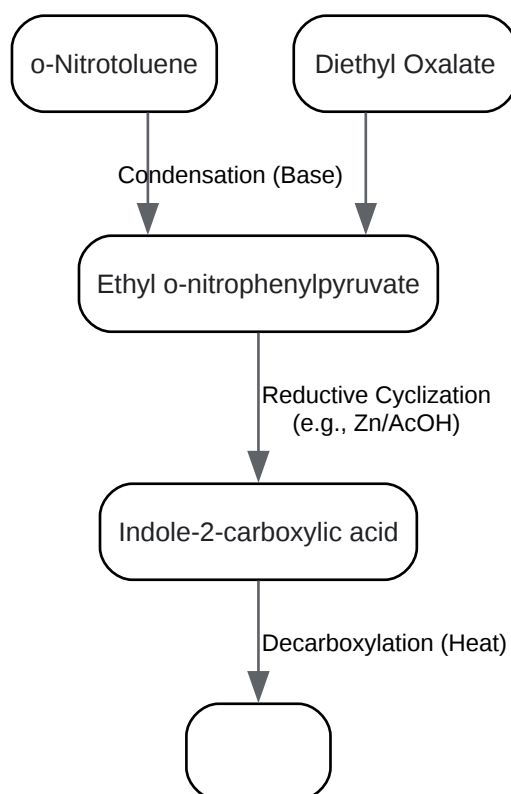 o-Nitrotoluene
Diethyl Oxalate
Condensation (Base)
Ethyl o-nitrophenylpyruvate
Reductive Cyclization
(e.g., Zn/AcOH)
Indole-2-carboxylic acid
Decarboxylation (Heat)